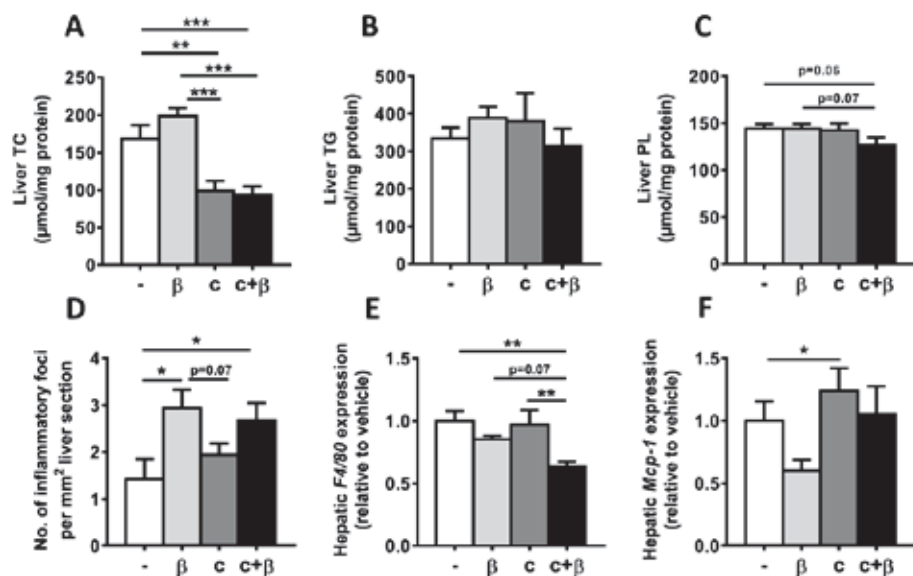 A
***
**
***
***
Liver TC
(µmol/mg protein)
250
200
150
100
50
0
- β c c+β
B
Liver TG
(µmol/mg protein)
500
400
300
200
100
0
- β c c+β
C
p=0.06
p=0.07
Liver PL
(µmol/mg protein)
200
150
100
50
0
- β c c+β
D
*
* p=0.07
No. of inflammatory foci
per mm² liver section
4
3
2
1
0
- β c c+β
E
**
p=0.07
**
Hepatic F4/80 expression
(relative to vehicle)
1.5
1.0
0.5
0.0
- β c c+β
F
*
Hepatic Mcp-1 expression
(relative to vehicle)
1.5
1.0
0.5
0.0
- β c c+β